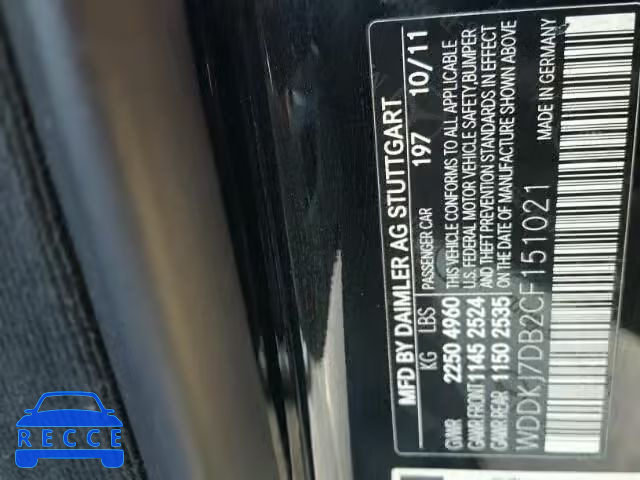 MFD BY DAIMLER AG STUTTGART
197 10/11
KG LBS PASSENGER CAR
GVWR 2250 4960 THIS VEHICLE CONFORMS TO ALL APPLICABLE
GAWR FRONT 1145 2524 U.S. FEDERAL MOTOR VEHICLE SAFETY, BUMPER
GAWR REAR 1150 2535 AND THEFT PREVENTION STANDARDS IN EFFECT
ON THE DATE OF MANUFACTURE SHOWN ABOVE
WDDKJ7DB2CF151021 MADE IN GERMANY
RECCE